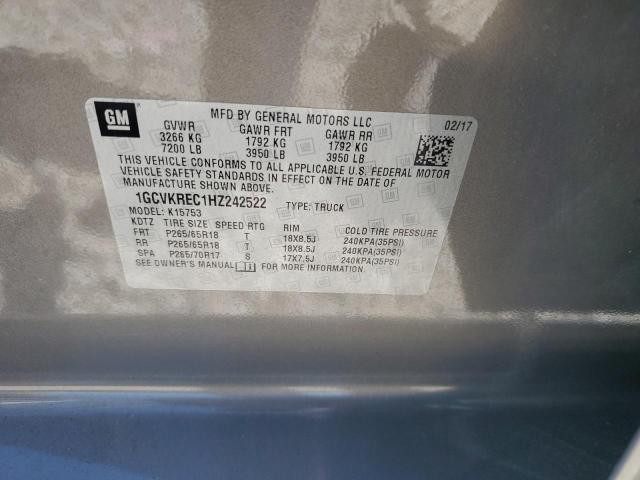 GM
MFD BY GENERAL MOTORS LLC
02/17
GVWR GAWR FRT GAWR RR
3266 KG 1792 KG 1792 KG
7200 LB 3950 LB 3950 LB
THIS VEHICLE CONFORMS TO ALL APPLICABLE U.S. FEDERAL MOTOR
VEHICLE SAFETY STANDARDS IN EFFECT ON THE DATE OF
MANUFACTURE SHOWN ABOVE.
1GCVKREC1HZ242522 TYPE: TRUCK
MODEL: K15753
KDTZ TIRE SIZE SPEED RTG RIM COLD TIRE PRESSURE
FRT P265/65R18 T 18X8.5J 240KPA(35PSI)
RR P265/65R18 T 18X8.5J 240KPA(35PSI)
SPA P265/70R17 S 17X7.5J 240KPA(35PSI)
SEE OWNER'S MANUAL FOR MORE INFORMATION.